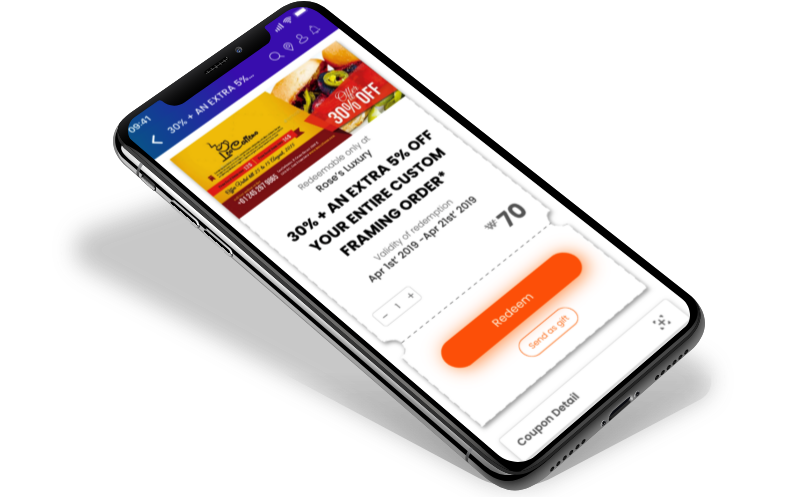 09:41
30% + AN EXTRA 5%...
Offer
30% OFF
Redeemable only at
Rose's Luxury
30% + AN EXTRA 5% OFF
YOUR ENTIRE CUSTOM
FRAMING ORDER*
Validity of redemption
Apr 1st' 2019 -Apr 21st' 2019
₩ 70
- 1 +
Redeem
Send as gift
Coupon Detail